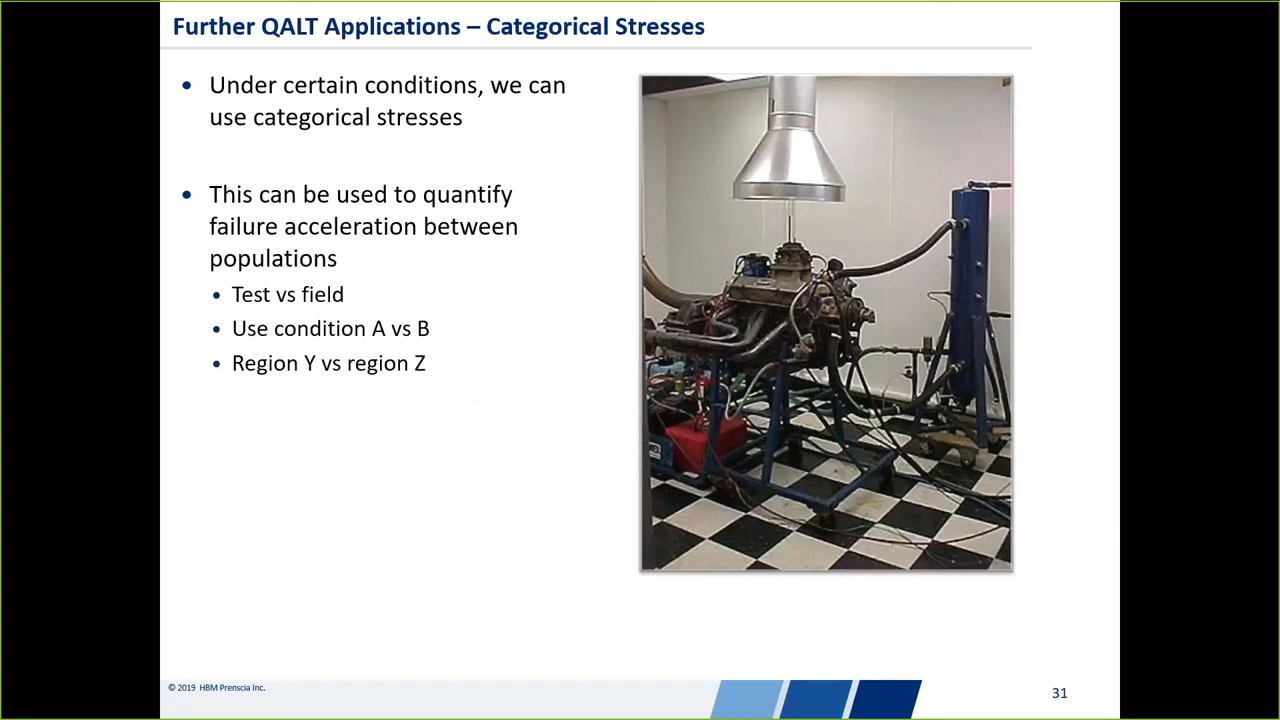 Further QALT Applications – Categorical Stresses
• Under certain conditions, we can
use categorical stresses
• This can be used to quantify
failure acceleration between
populations
• Test vs field
• Use condition A vs B
• Region Y vs region Z
© 2019 HBM Prenscia Inc.
31